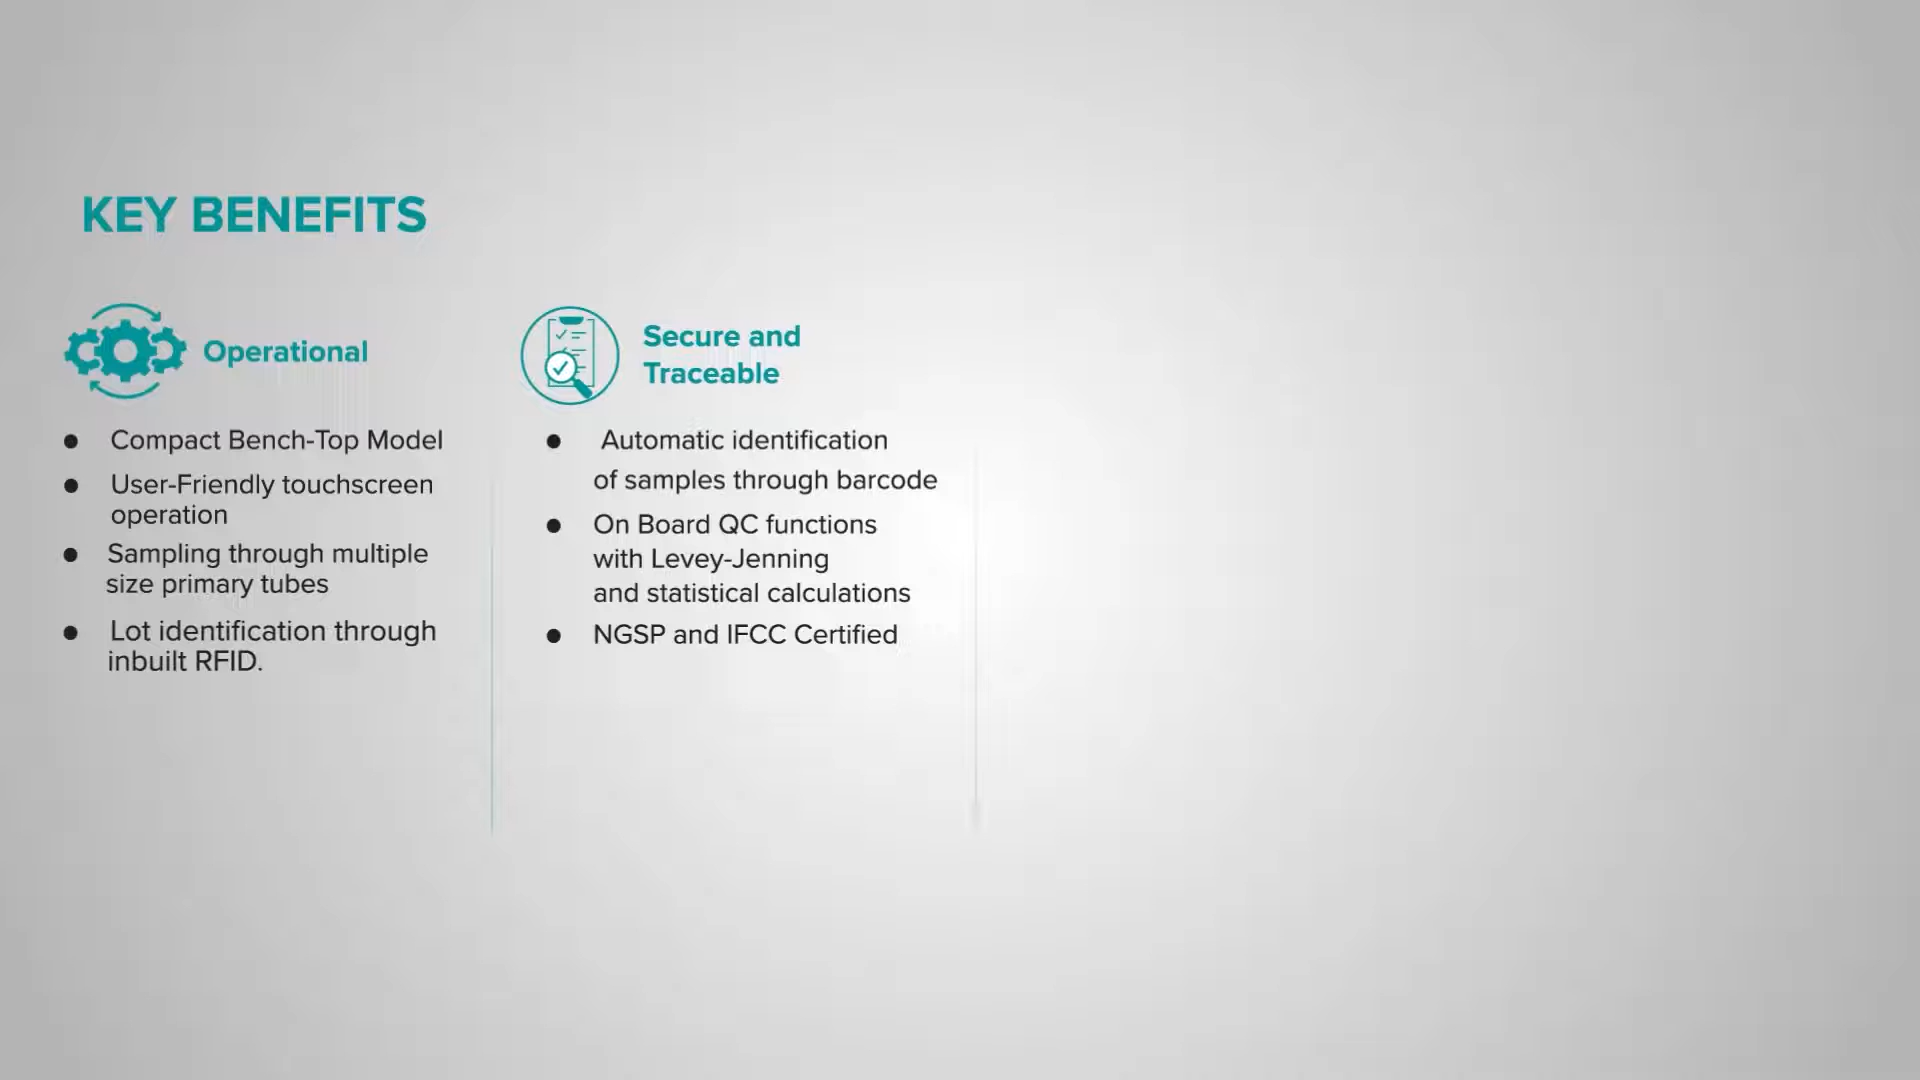 KEY BENEFITS
Operational
● Compact Bench-Top Model
● User-Friendly touchscreen
operation
● Sampling through multiple
size primary tubes
● Lot identification through
inbuilt RFID.
Secure and
Traceable
● Automatic identification
of samples through barcode
● On Board QC functions
with Levey-Jenning
and statistical calculations
● NGSP and IFCC Certified